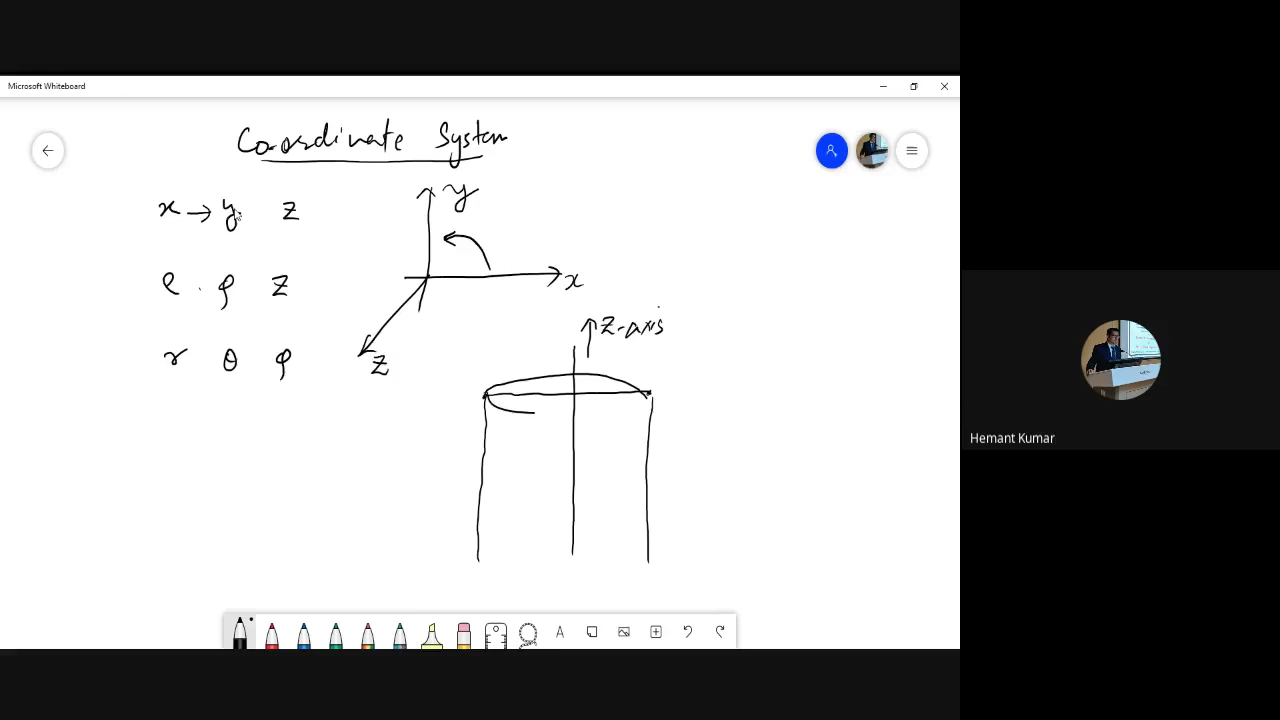 Microsoft Whiteboard
Coordinate System
x → y z
ρ φ z
r θ φ
y
x
z
z-axis
Hemant Kumar